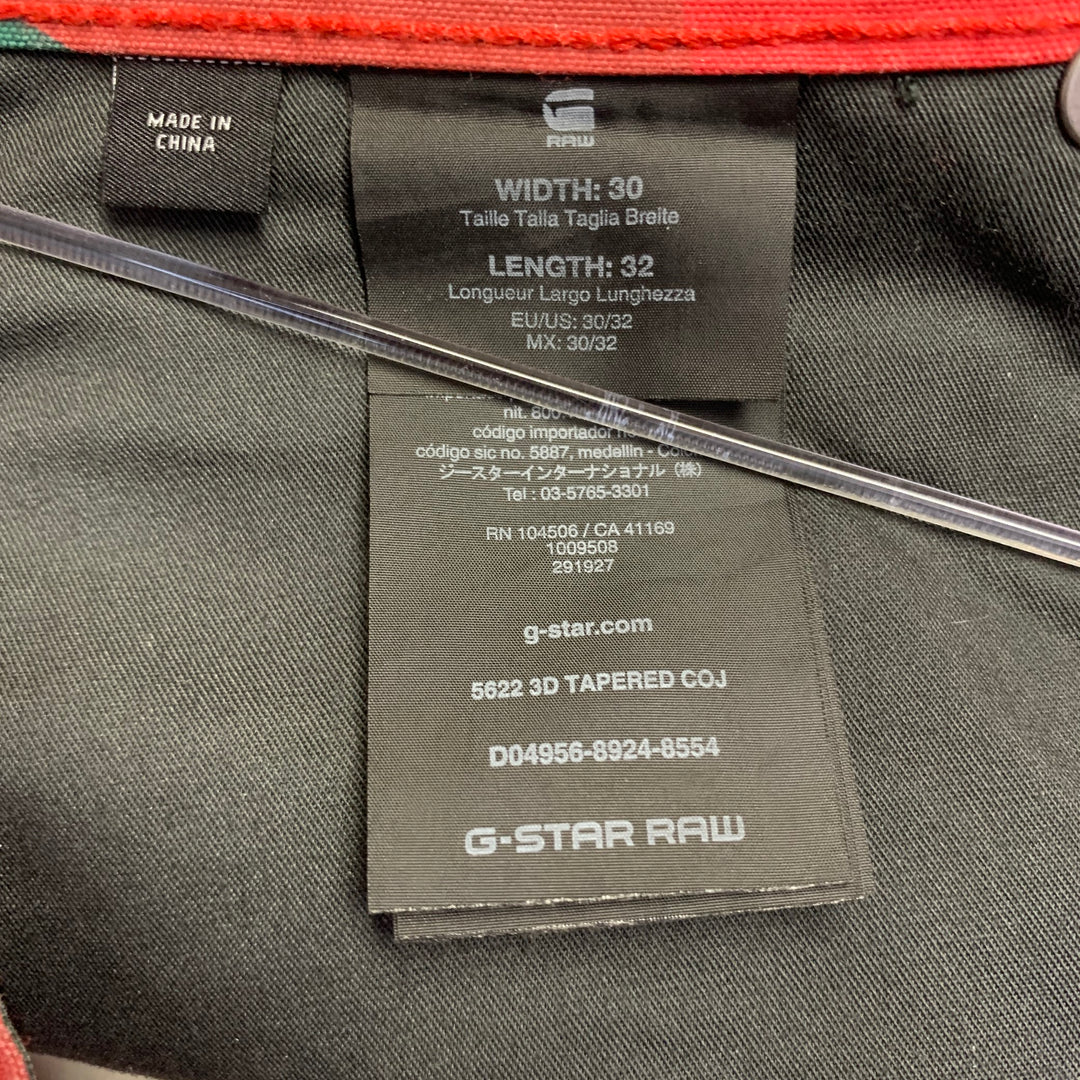 MADE IN
CHINA
RAW
WIDTH: 30
Taille Talla Taglia Breite
LENGTH: 32
Longueur Largo Lunghezza
EU/US: 30/32
MX: 30/32
nit. 800
código importador no
código sic no. 5887, medellin -
ジースターインターナショナル (株)
Tel : 03-5765-3301
RN 104506 / CA 41169
1009508
291927
g-star.com
5622 3D TAPERED COJ
D04956-8924-8554
G-STAR RAW